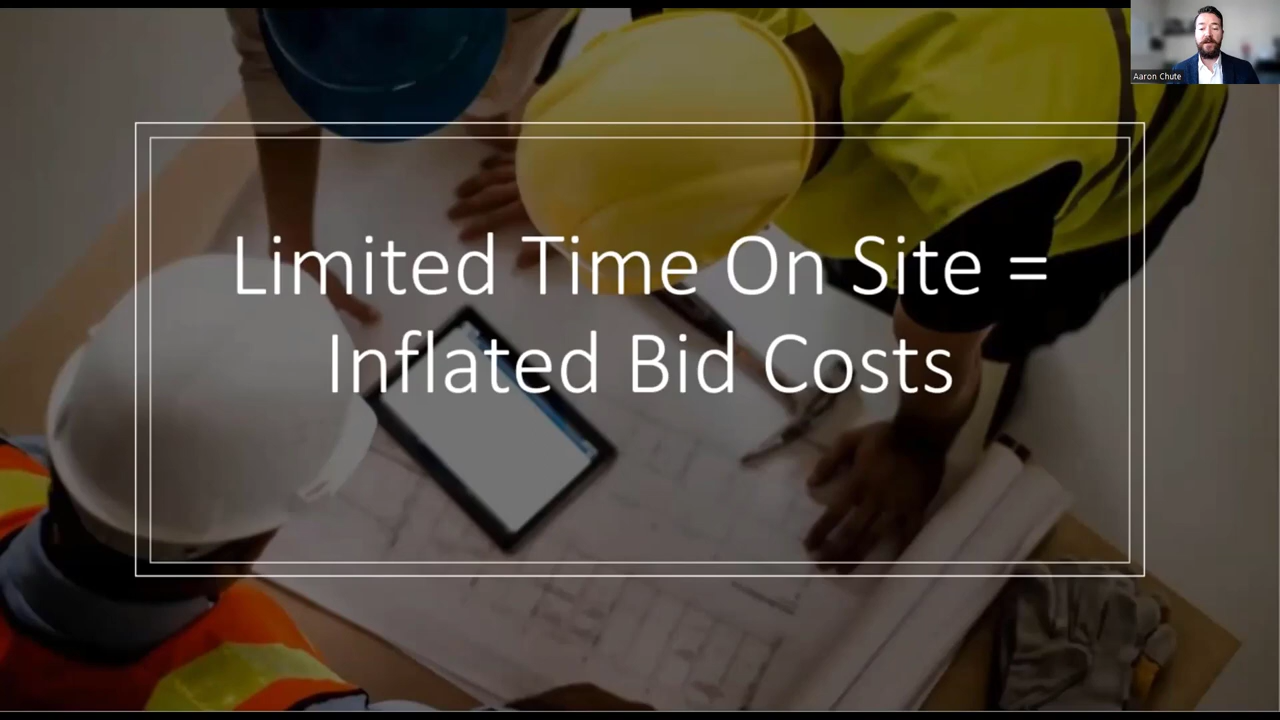 Aaron Chute
Limited Time On Site =
Inflated Bid Costs